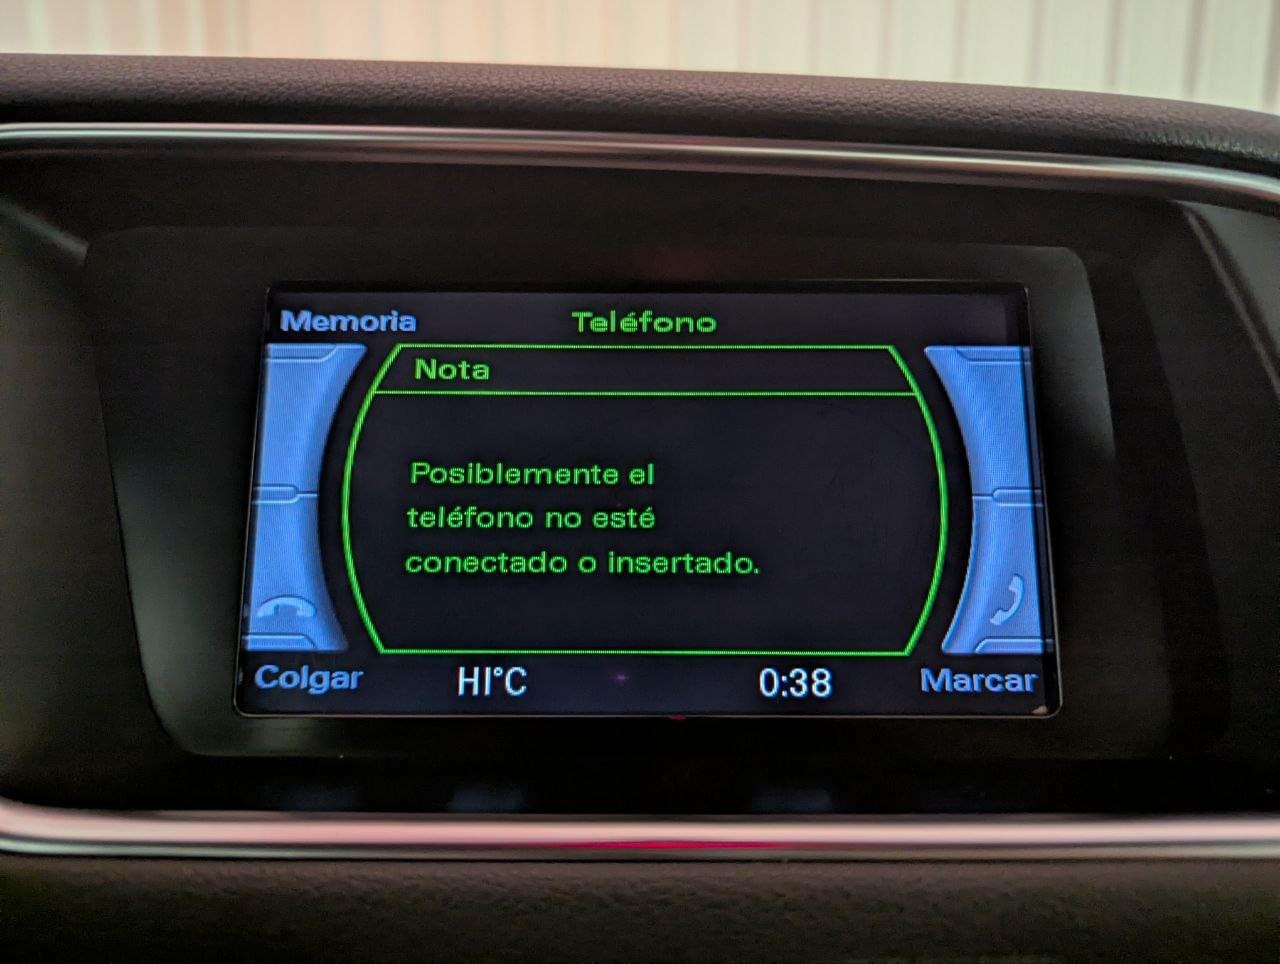 Memoria
Teléfono
Nota
Posiblemente el
teléfono no esté
conectado o insertado.
Colgar
HI°C
0:38
Marcar